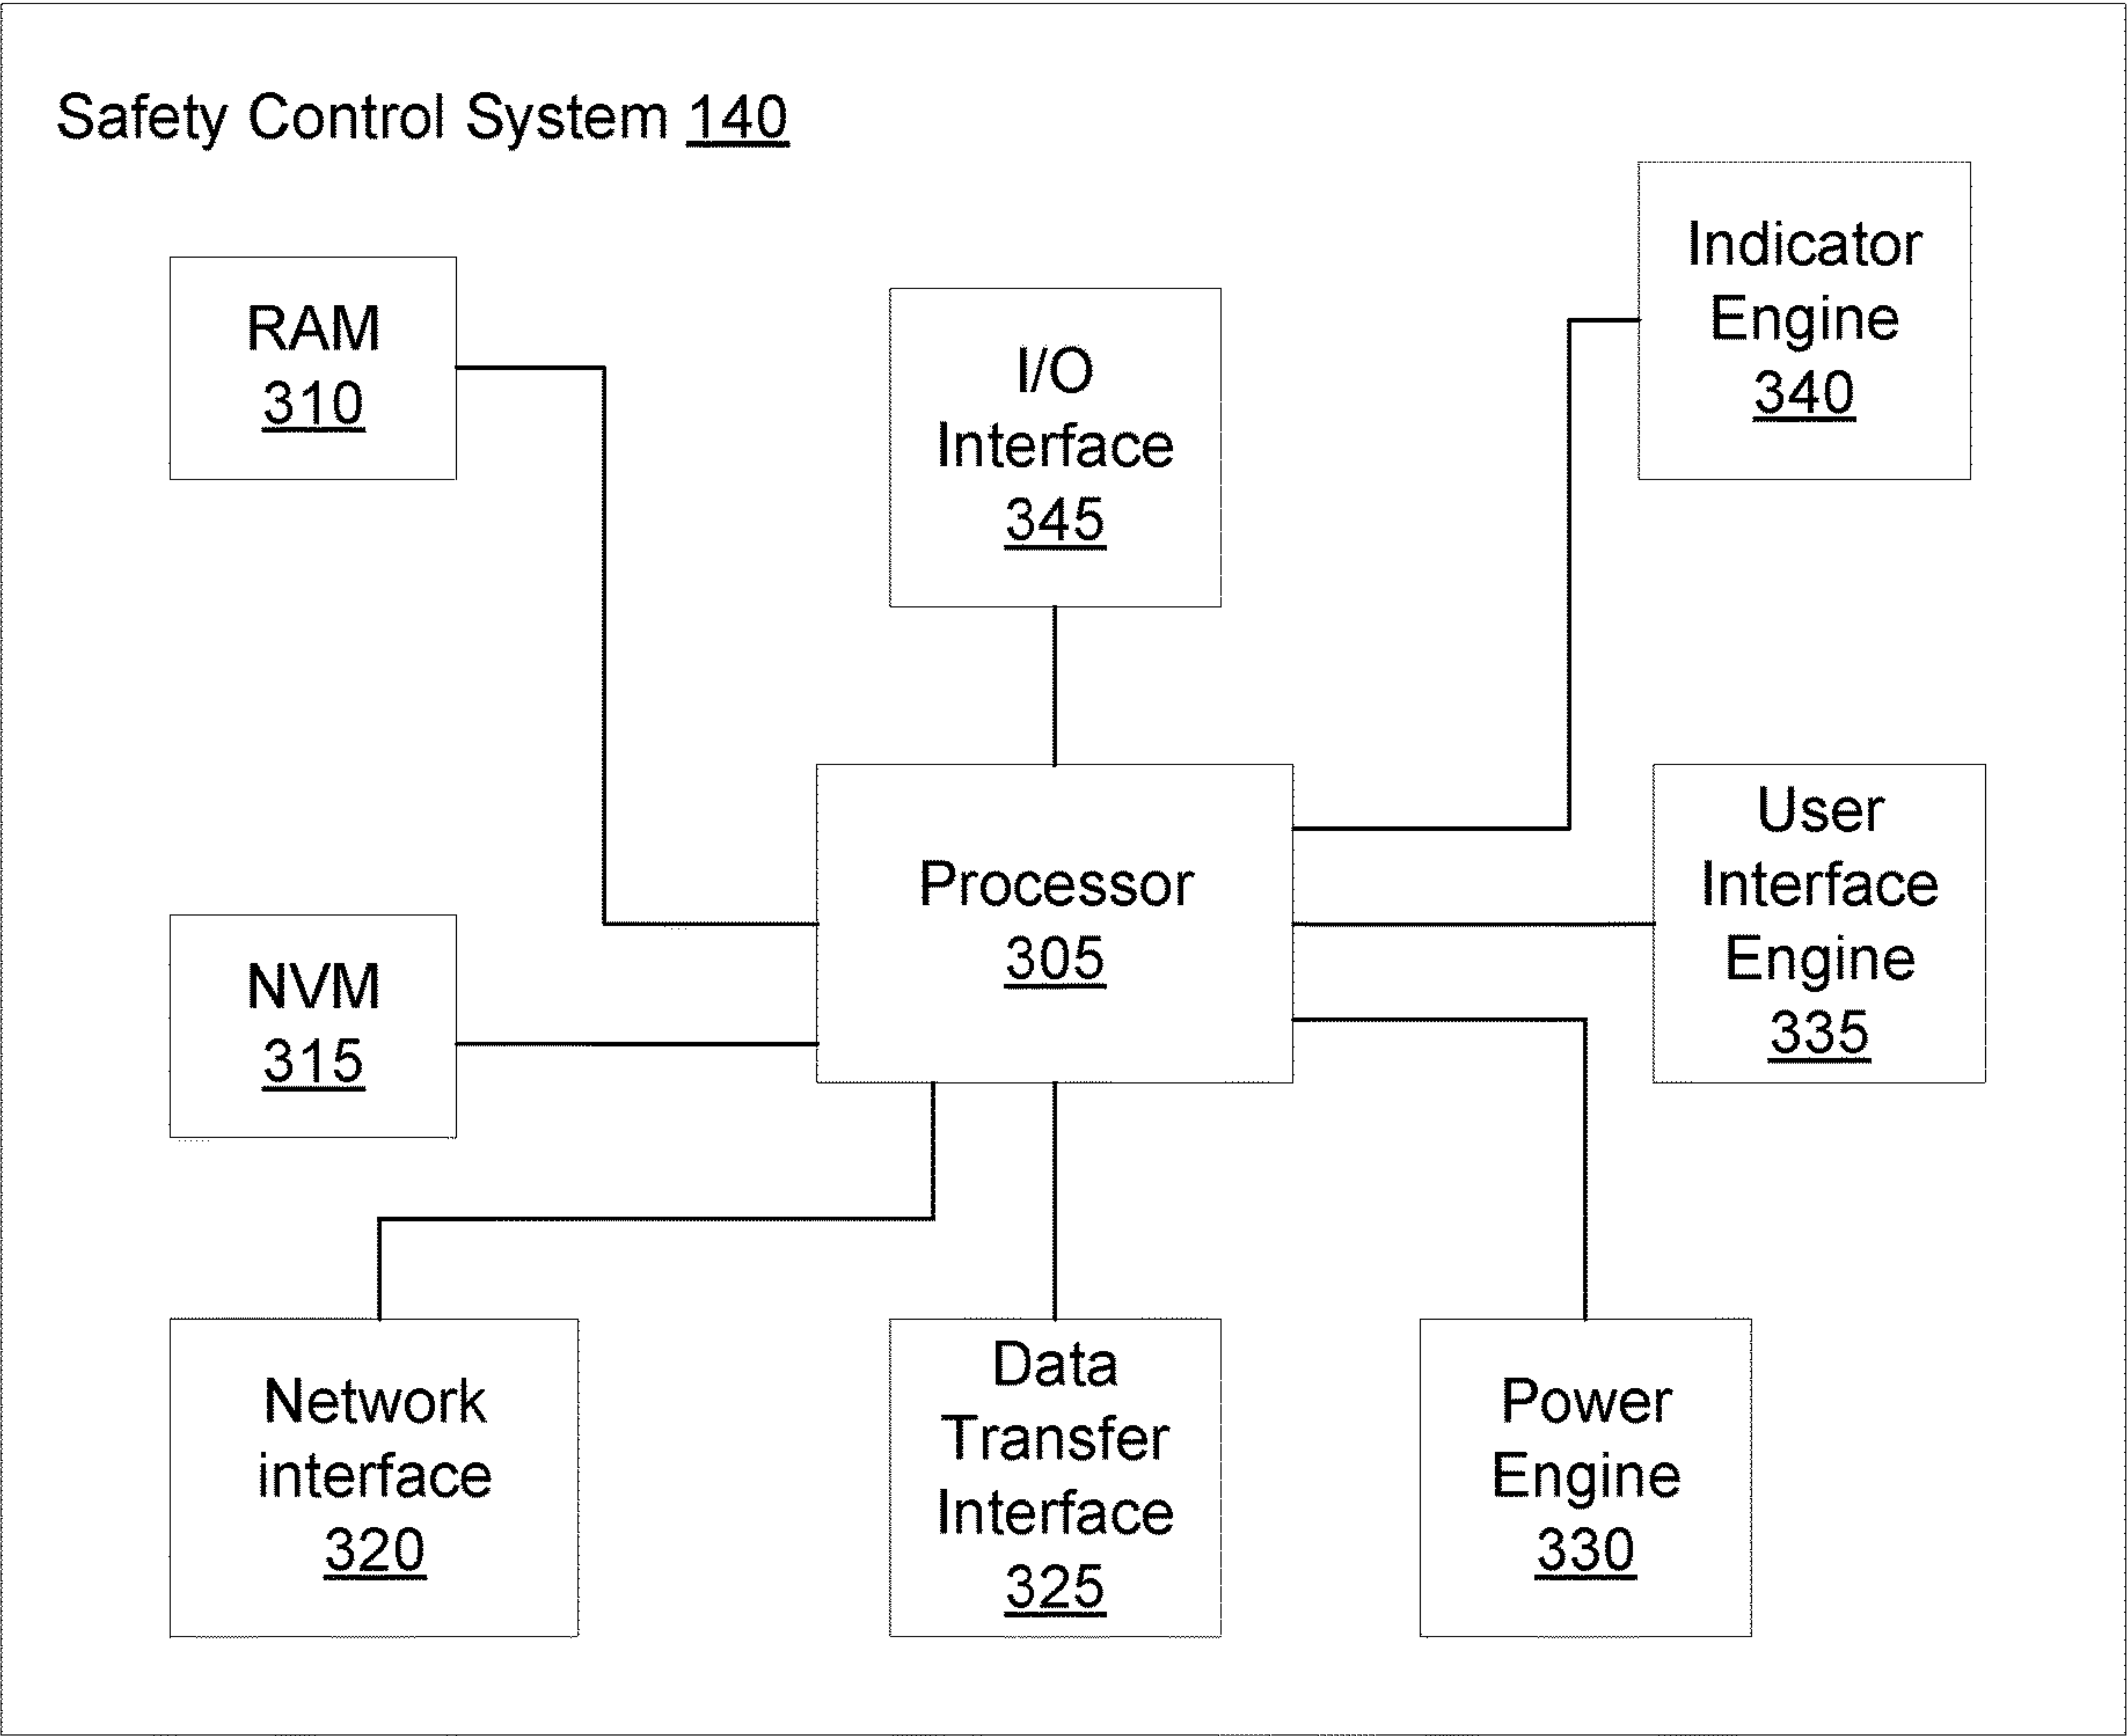 Safety Control System 140
RAM
310
I/O
Interface
345
Indicator
Engine
340
Processor
305
User
Interface
Engine
335
NVM
315
Network
interface
320
Data
Transfer
Interface
325
Power
Engine
330